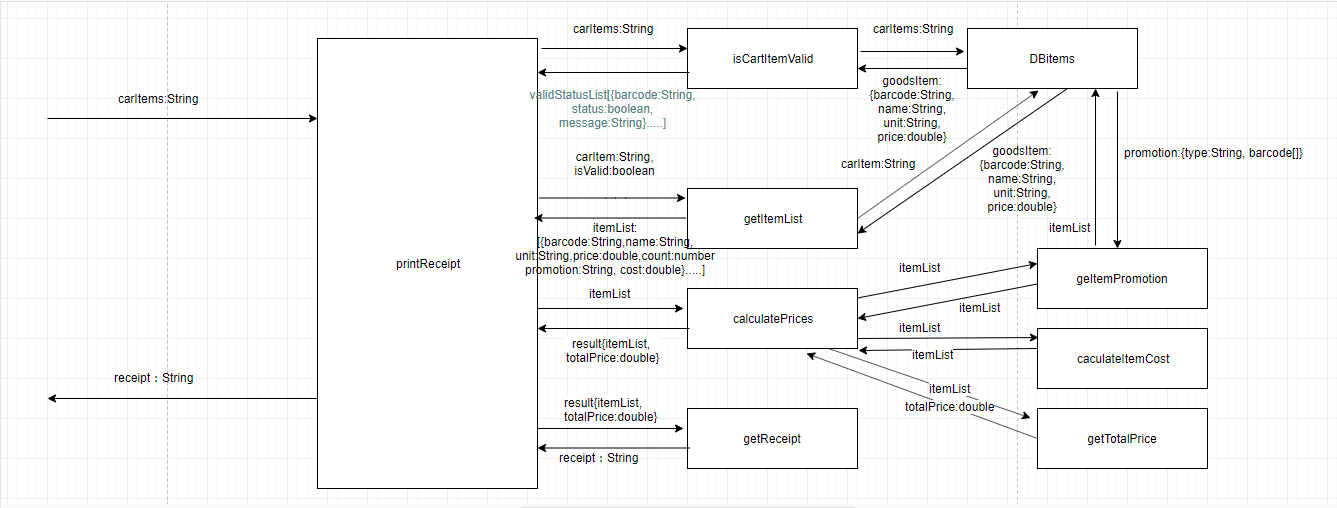 carItems:String
printReceipt
receipt：String
carItems:String
validStatusList[{barcode:String,
status:boolean,
message:String}.....]
isCartItemValid
carItems:String
goodsItem:
{barcode:String,
name:String,
unit:String,
price:double}
DBitems
carItem:String,
isValid:boolean
itemList:
[{barcode:String,name:String,
unit:String,price:double,count:number
promotion:String, cost:double}.....]
getItemList
carItem:String
goodsItem:
{barcode:String,
name:String,
unit:String,
price:double}
promotion:{type:String, barcode[]}
itemList
geItemPromotion
itemList
result{itemList,
totalPrice:double}
calculatePrices
itemList
itemList
itemList
itemList
caculateItemCost
itemList
totalPrice:double
getTotalPrice
result{itemList,
totalPrice:double}
receipt：String
getReceipt